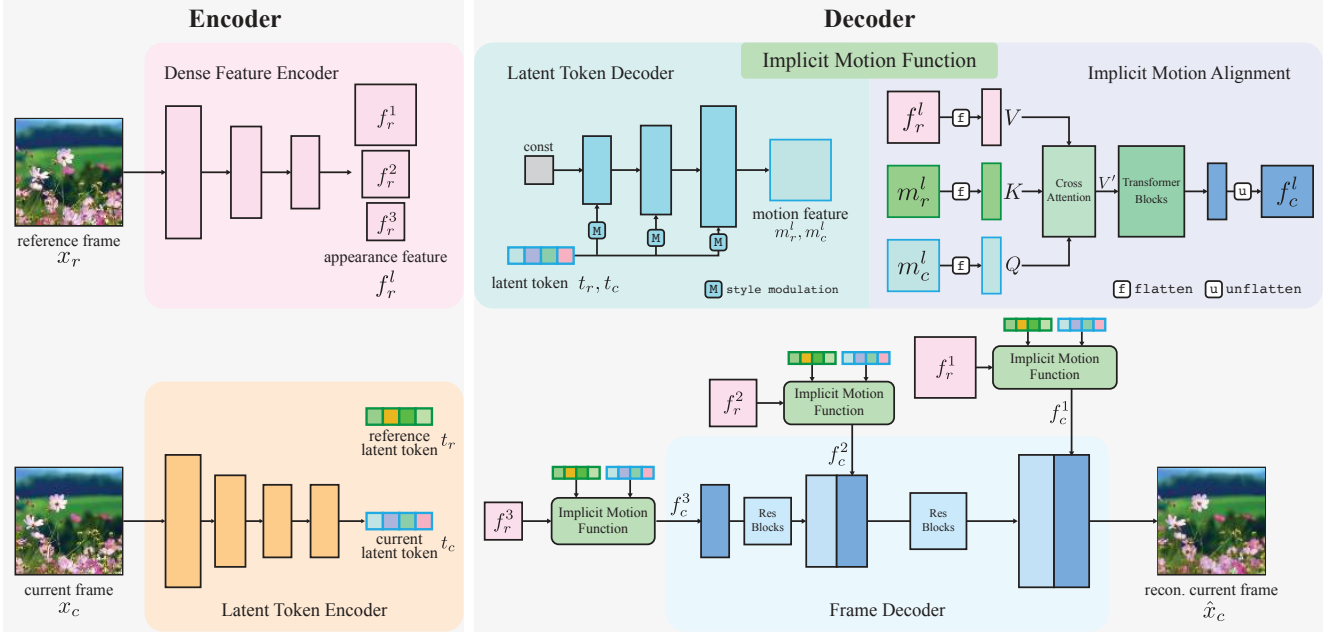 Encoder
Decoder
Dense Feature Encoder
f_r^1
f_r^2
f_r^3
reference frame
x_r
appearance feature
f_r^l
Latent Token Decoder
Implicit Motion Function
Implicit Motion Alignment
const
motion feature
m_r^l, m_c^l
M
M
M
latent token t_r, t_c
M style modulation
f_r^l
f
V
m_r^l
f
K
m_c^l
f
Q
Cross
Attention
V'
Transformer
Blocks
u
f_c^l
f flatten
u unflatten
reference
latent token t_r
current
latent token t_c
current frame
x_c
Latent Token Encoder
f_r^3
Implicit Motion
Function
f_c^3
f_r^2
Implicit Motion
Function
f_c^2
f_r^1
Implicit Motion
Function
f_c^1
Res
Blocks
Res
Blocks
Frame Decoder
recon. current frame
x̂_c